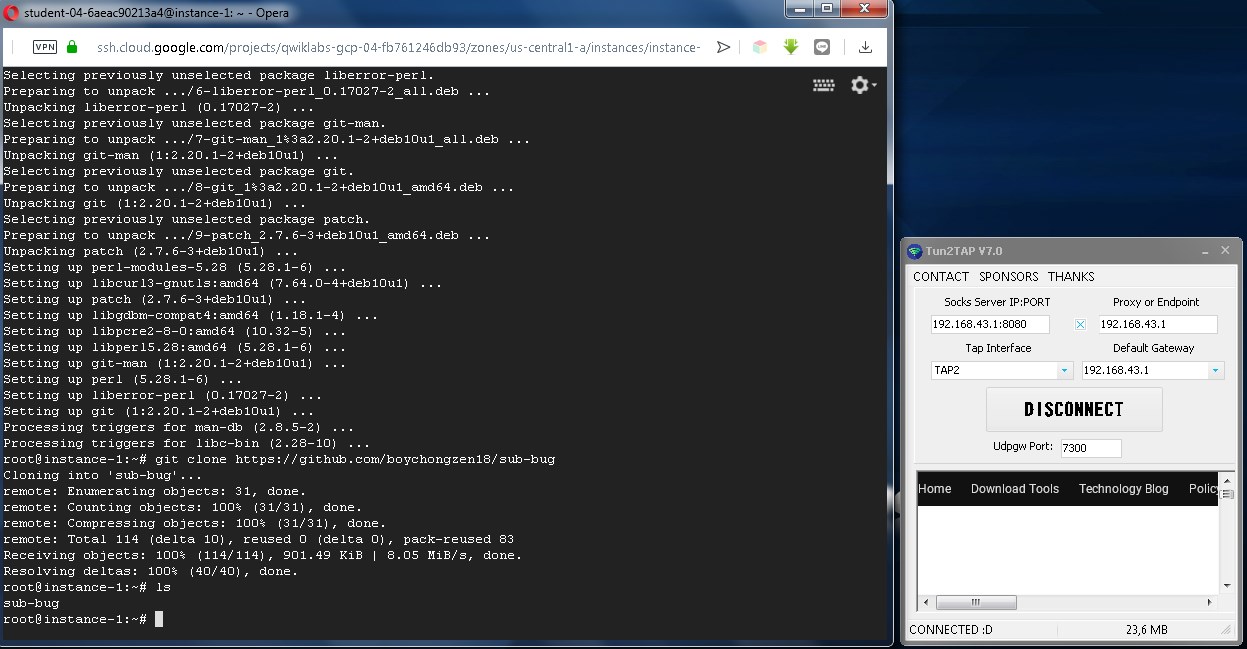 student-04-6aeac90213a4@instance-1: ~ - Opera
VPN ssh.cloud.google.com/projects/qwiklabs-gcp-04-fb761246db93/zones/us-central1-a/instances/instance-
Selecting previously unselected package liberror-perl.
Preparing to unpack .../6-liberror-perl_0.17027-2_all.deb ...
Unpacking liberror-perl (0.17027-2) ...
Selecting previously unselected package git-man.
Preparing to unpack .../7-git-man_1%3a2.20.1-2+deb10u1_all.deb ...
Unpacking git-man (1:2.20.1-2+deb10u1) ...
Selecting previously unselected package git.
Preparing to unpack .../8-git_1%3a2.20.1-2+deb10u1_amd64.deb ...
Unpacking git (1:2.20.1-2+deb10u1) ...
Selecting previously unselected package patch.
Preparing to unpack .../9-patch_2.7.6-3+deb10u1_amd64.deb ...
Unpacking patch (2.7.6-3+deb10u1) ...
Setting up perl-modules-5.28 (5.28.1-6) ...
Setting up libcurl3-gnutls:amd64 (7.64.0-4+deb10u1) ...
Setting up patch (2.7.6-3+deb10u1) ...
Setting up libgdbm-compat4:amd64 (1.18.1-4) ...
Setting up libpcre2-8-0:amd64 (10.32-5) ...
Setting up libperl5.28:amd64 (5.28.1-6) ...
Setting up git-man (1:2.20.1-2+deb10u1) ...
Setting up perl (5.28.1-6) ...
Setting up liberror-perl (0.17027-2) ...
Setting up git (1:2.20.1-2+deb10u1) ...
Processing triggers for man-db (2.8.5-2) ...
Processing triggers for libc-bin (2.28-10) ...
root@instance-1:~# git clone https://github.com/boychongzen18/sub-bug
Cloning into 'sub-bug'...
remote: Enumerating objects: 31, done.
remote: Counting objects: 100% (31/31), done.
remote: Compressing objects: 100% (31/31), done.
remote: Total 114 (delta 10), reused 0 (delta 0), pack-reused 83
Receiving objects: 100% (114/114), 901.49 KiB | 8.05 MiB/s, done.
Resolving deltas: 100% (40/40), done.
root@instance-1:~# ls
sub-bug
root@instance-1:~#
Tun2TAP V7.0
CONTACT SPONSORS THANKS
Socks Server IP:PORT Proxy or Endpoint
192.168.43.1:8080 192.168.43.1
Tap Interface Default Gateway
TAP2 192.168.43.1
DISCONNECT
Udpgw Port: 7300
Home Download Tools Technology Blog Policy
CONNECTED :D 23,6 MB